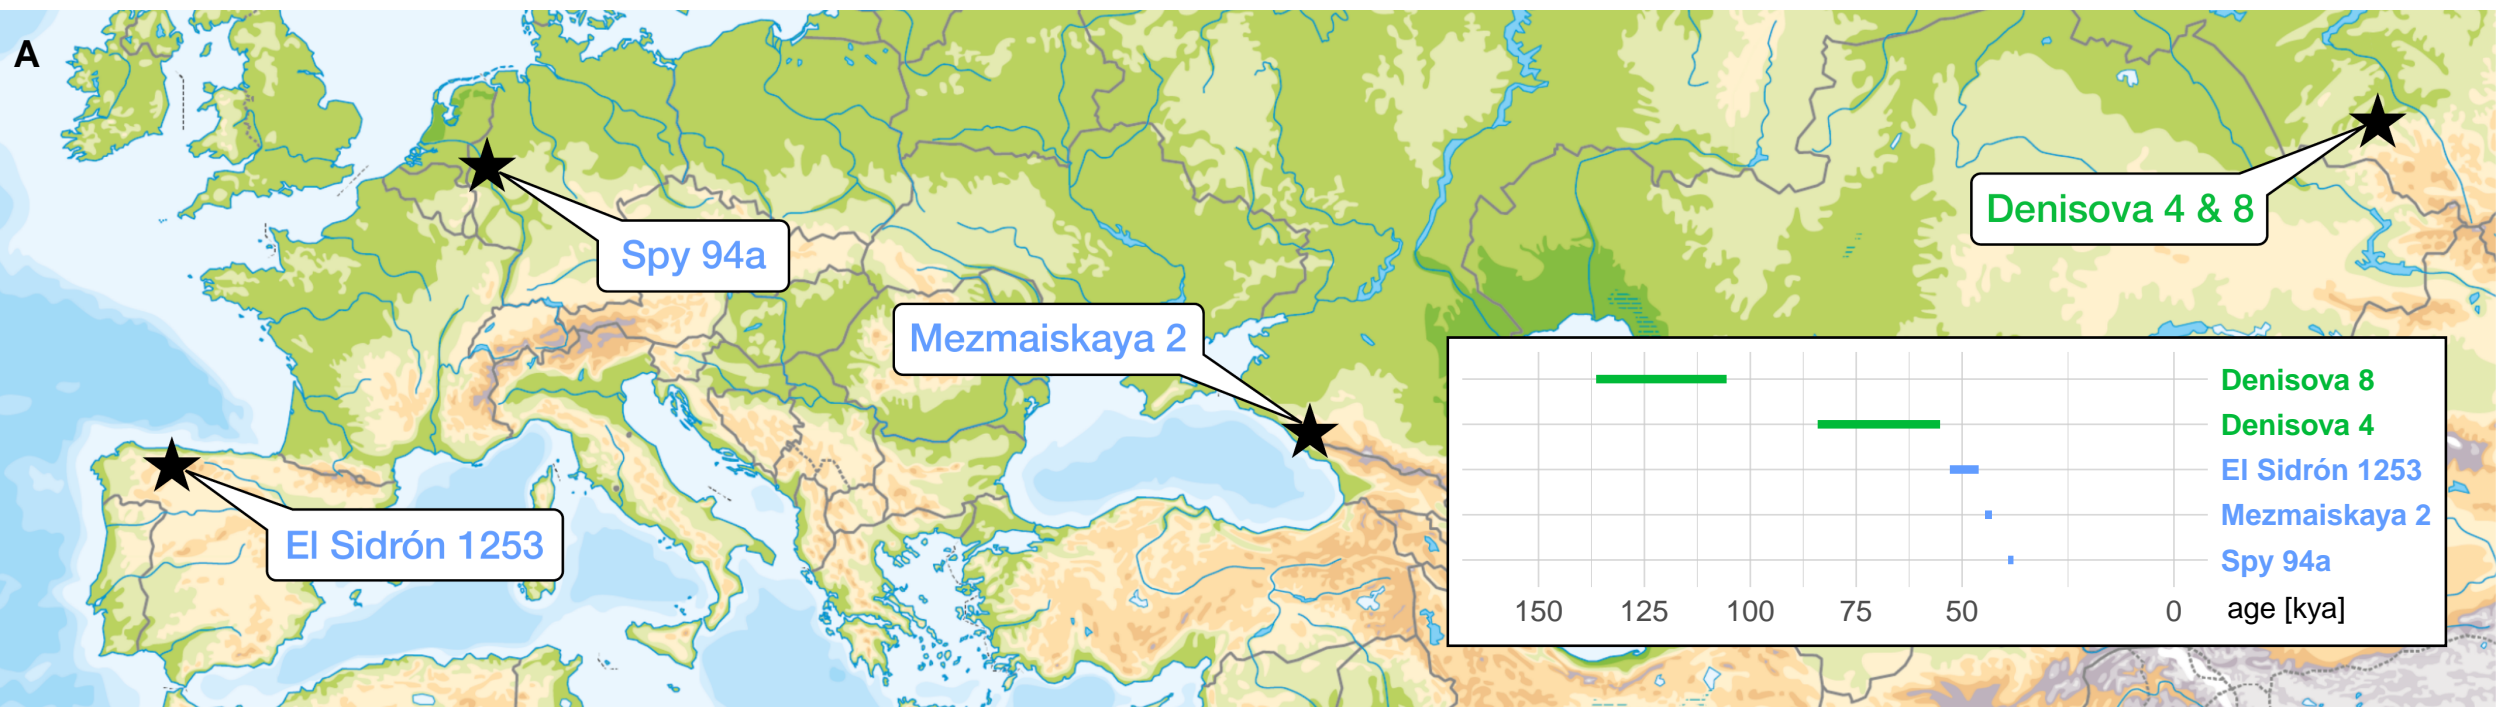 A
Denisova 4 & 8
Spy 94a
Mezmaiskaya 2
El Sidrón 1253
Denisova 8
Denisova 4
El Sidrón 1253
Mezmaiskaya 2
Spy 94a
150 125 100 75 50 0 age [kya]